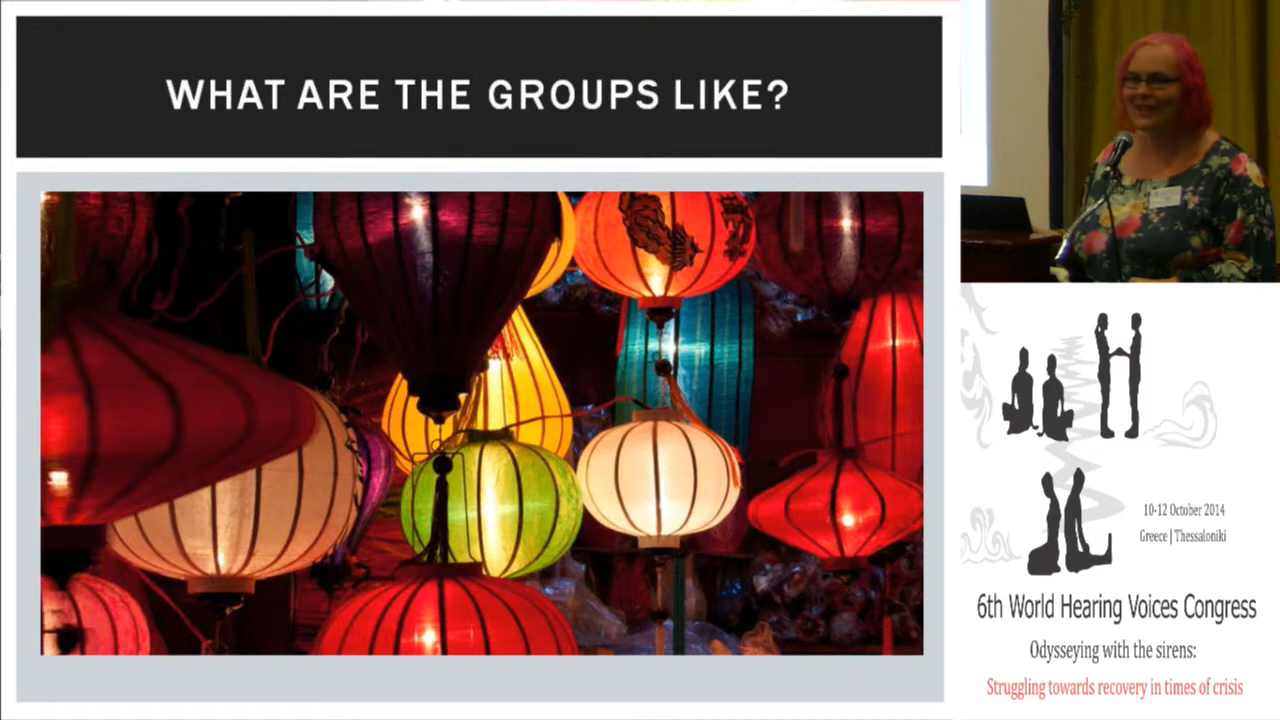 WHAT ARE THE GROUPS LIKE?
10-12 October 2014
Greece | Thessaloniki
6th World Hearing Voices Congress
Odysseying with the sirens:
Struggling towards recovery in times of crisis